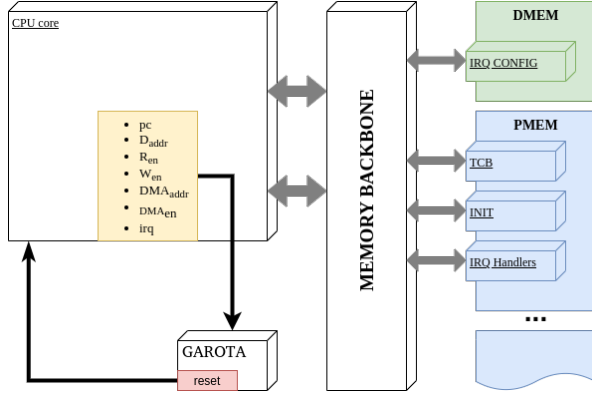 CPU core
• pc
• Daddr
• Ren
• Wen
• DMAaddr
• DMAen
• irq
GAROTA
reset
MEMORY BACKBONE
DMEM
IRQ CONFIG
PMEM
TCB
INIT
IRQ Handlers
...